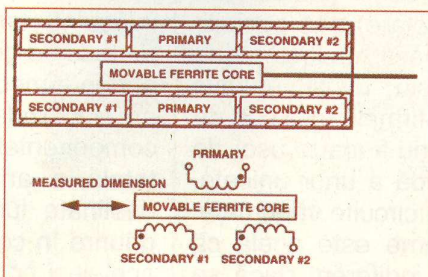 SECONDARY #1 PRIMARY SECONDARY #2
MOVABLE FERRITE CORE
SECONDARY #1 PRIMARY SECONDARY #2
PRIMARY
MEASURED DIMENSION
MOVABLE FERRITE CORE
SECONDARY #1 SECONDARY #2